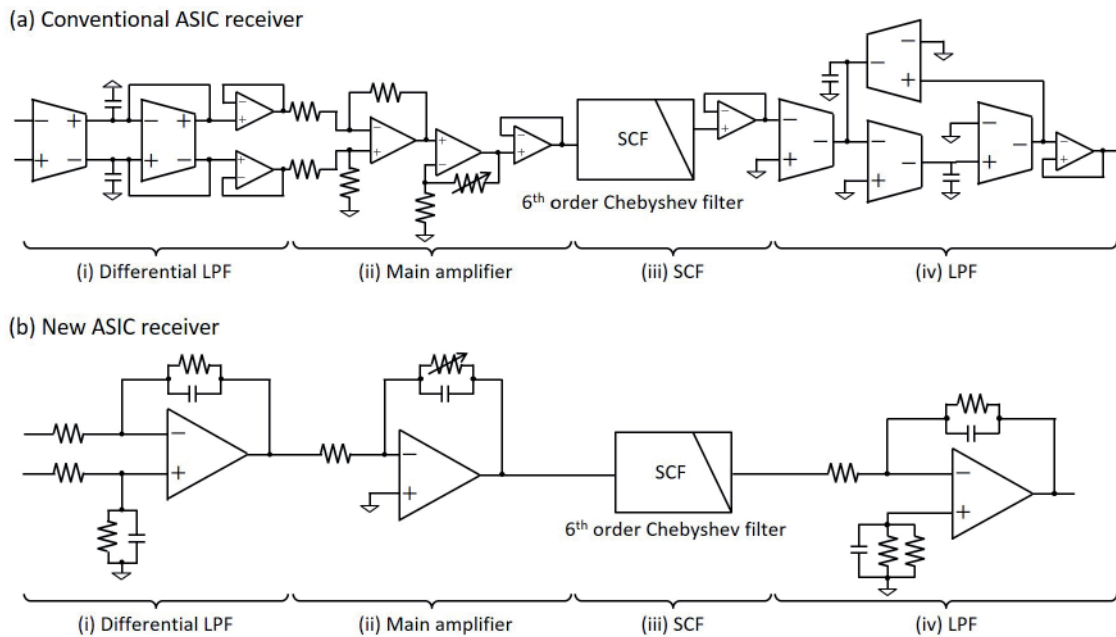 (a) Conventional ASIC receiver
SCF
6th order Chebyshev filter
(i) Differential LPF
(ii) Main amplifier
(iii) SCF
(iv) LPF
(b) New ASIC receiver
SCF
6th order Chebyshev filter
(i) Differential LPF
(ii) Main amplifier
(iii) SCF
(iv) LPF